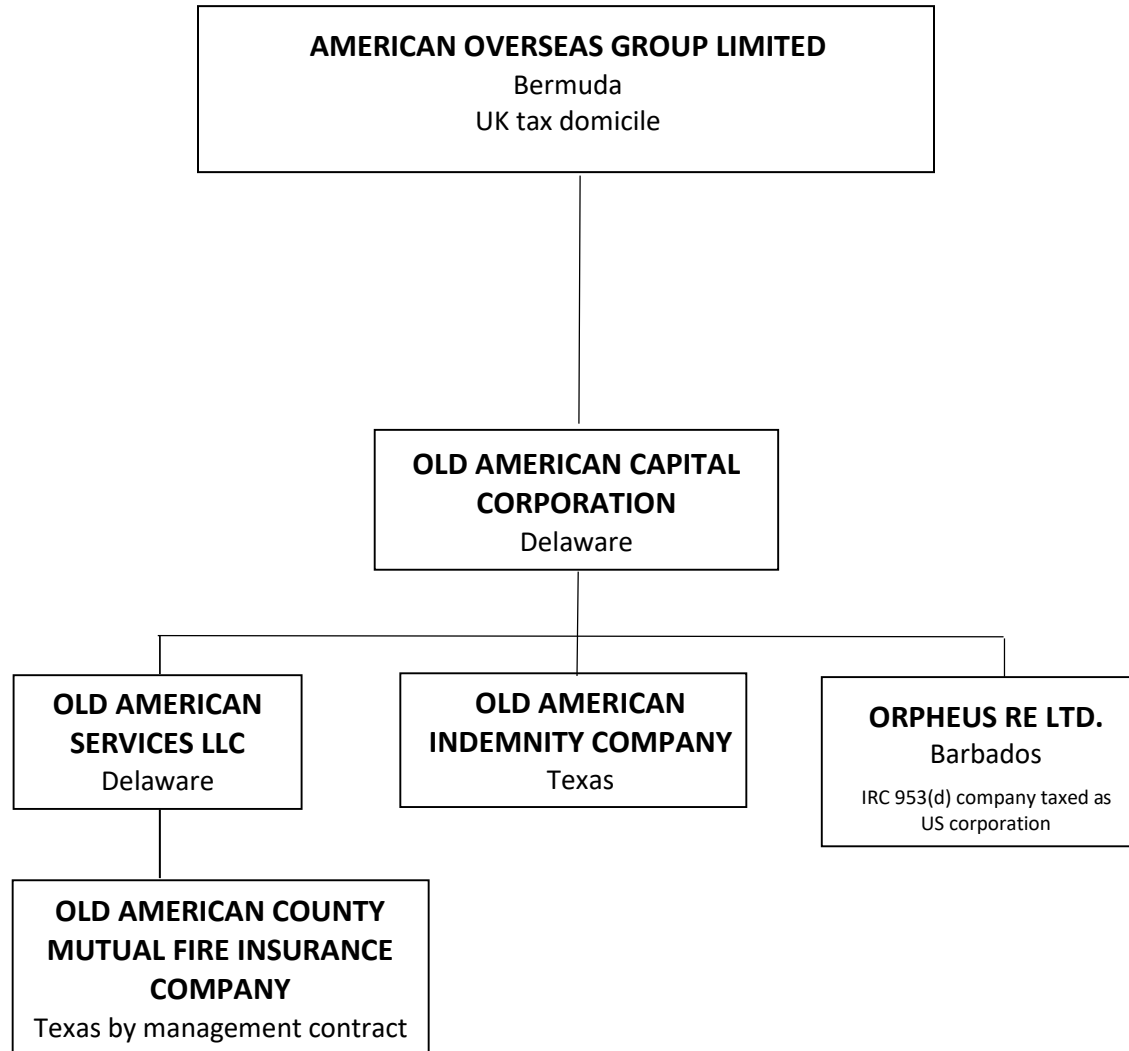 AMERICAN OVERSEAS GROUP LIMITED
Bermuda
UK tax domicile
OLD AMERICAN CAPITAL
CORPORATION
Delaware
OLD AMERICAN
SERVICES LLC
Delaware
OLD AMERICAN
INDEMNITY COMPANY
Texas
ORPHEUS RE LTD.
Barbados
IRC 953(d) company taxed as
US corporation
OLD AMERICAN COUNTY
MUTUAL FIRE INSURANCE
COMPANY
Texas by management contract